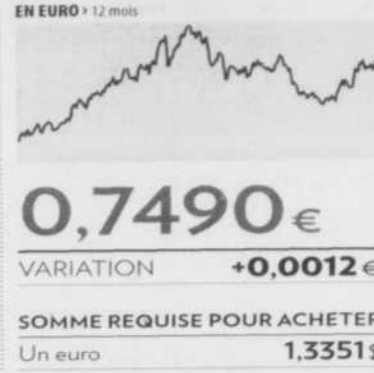 EN EURO › 12 mois
0,7490 €
VARIATION +0,0012 €
SOMME REQUISE POUR ACHETER
Un euro 1,3351 $